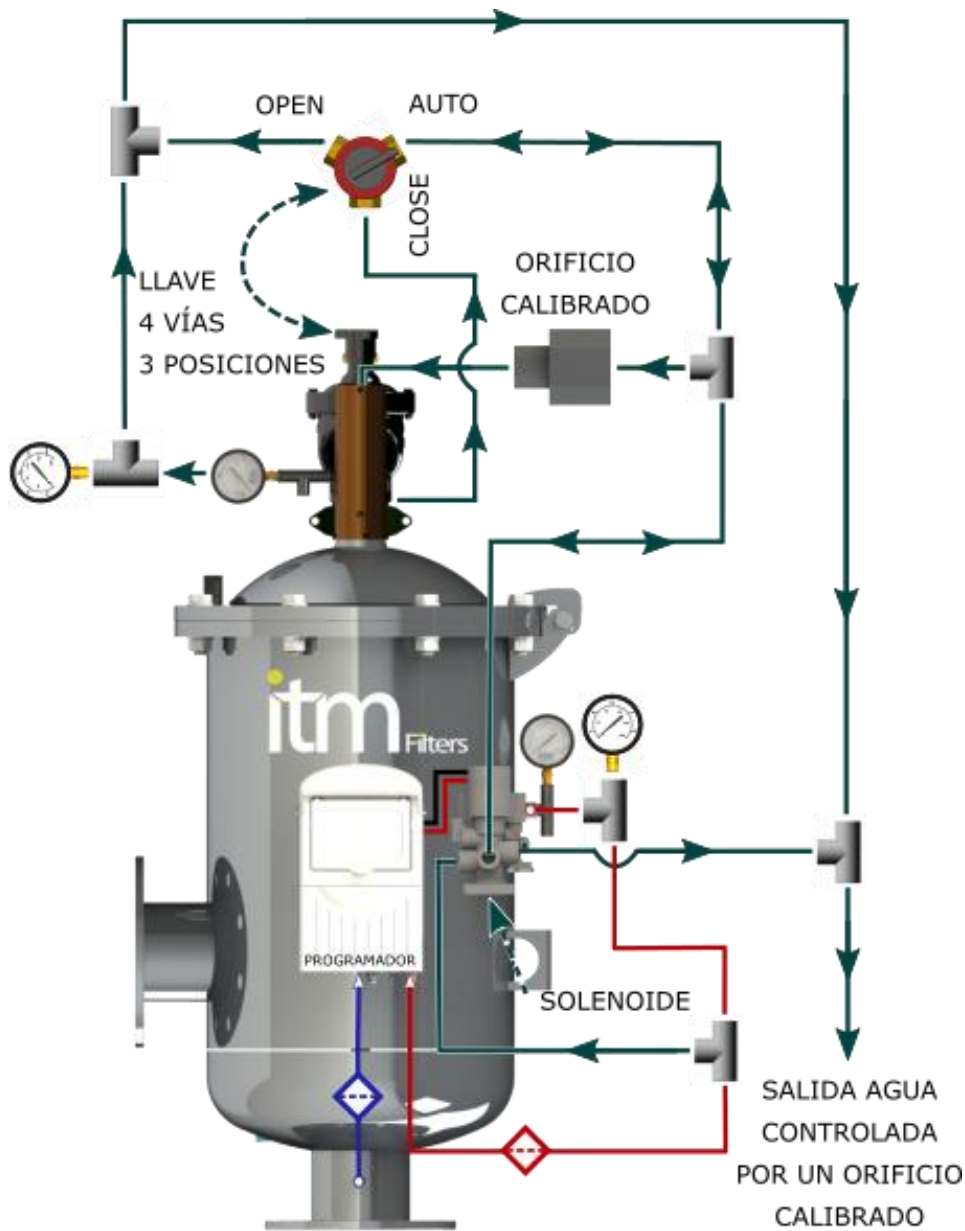 OPEN
AUTO
CLOSE
LLAVE
4 VÍAS
3 POSICIONES
ORIFICIO
CALIBRADO
itm
Filters
PROGRAMADOR
SOLENOIDE
SALIDA AGUA
CONTROLADA
POR UN ORIFICIO
CALIBRADO